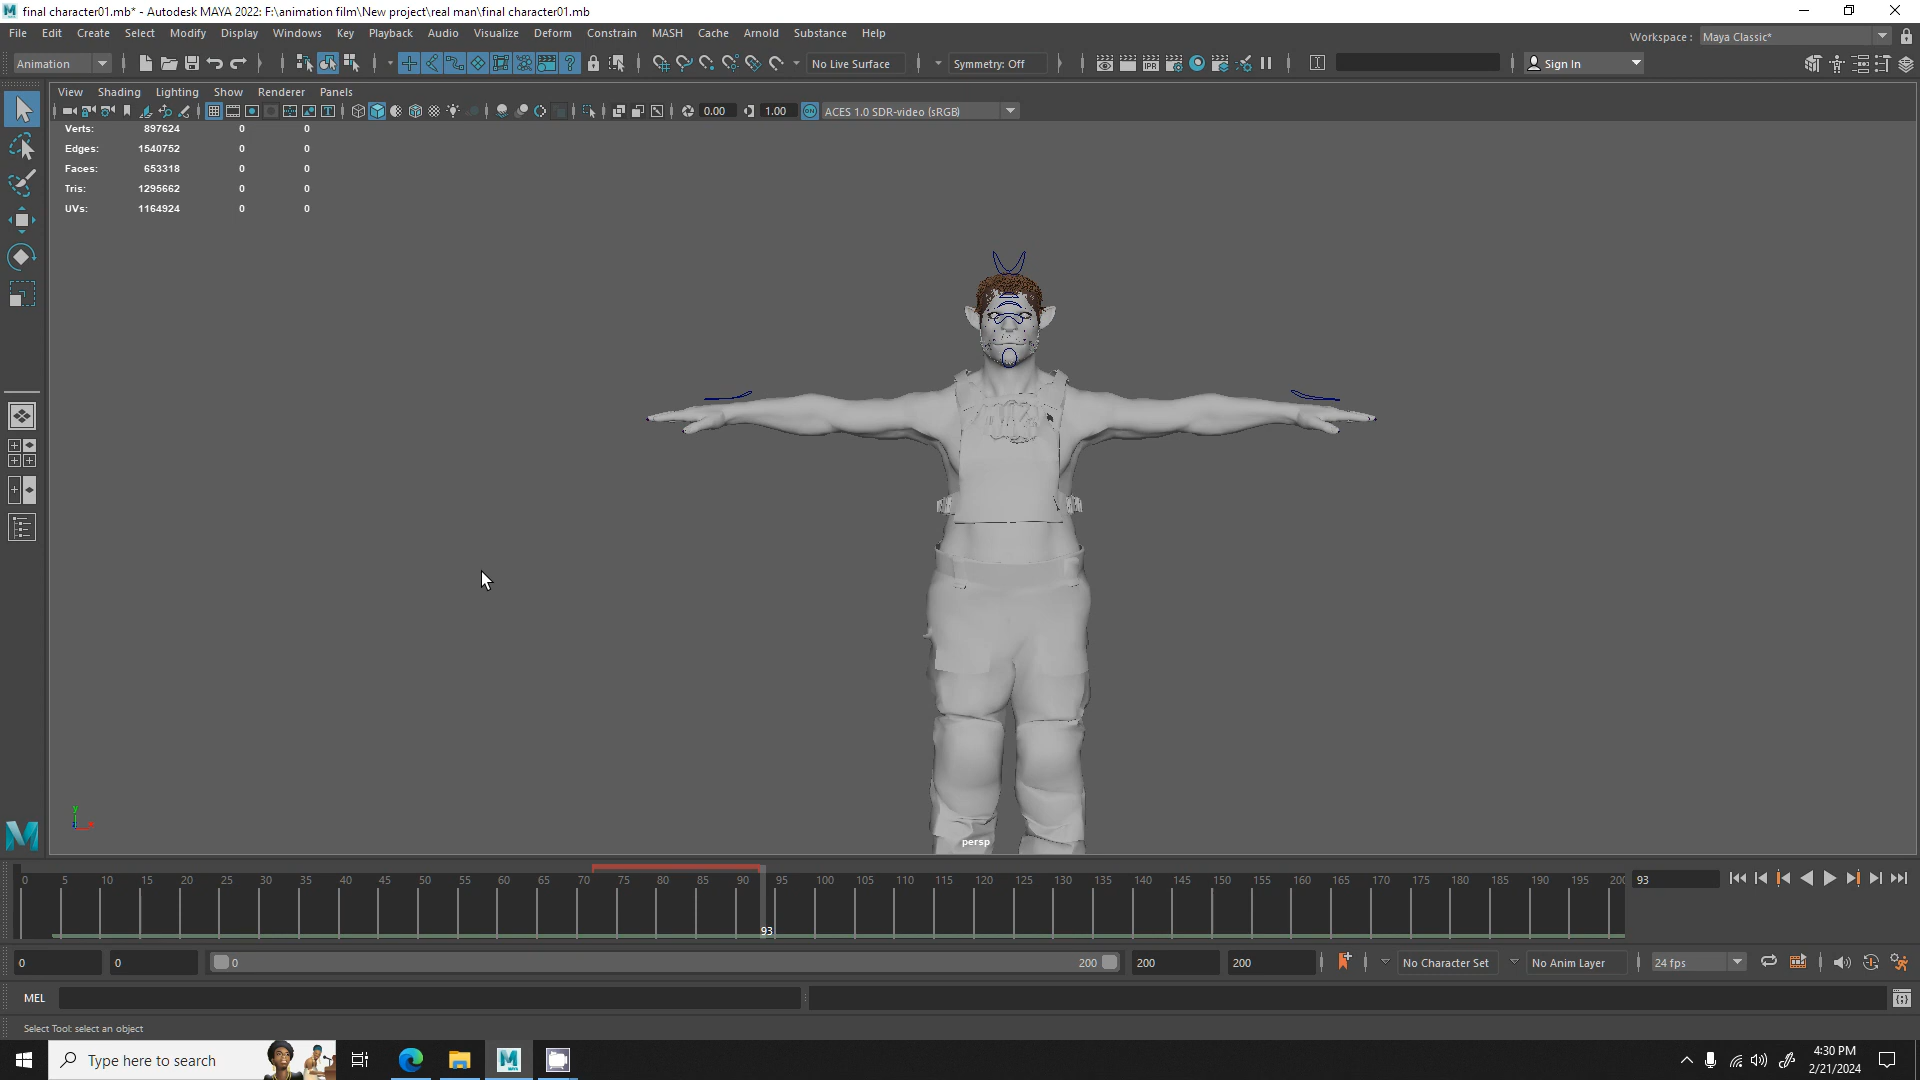 final character01.mb* - Autodesk MAYA 2022: F:\animation film\New project\real man\final character01.mb
File Edit Create Select Modify Display Windows Key Playback Audio Visualize Deform Constrain MASH Cache Arnold Substance Help
Workspace : Maya Classic*
Animation
No Live Surface
Symmetry: Off
IPR
Sign In
View Shading Lighting Show Renderer Panels
0.00
1.00
ON
ACES 1.0 SDR-video (sRGB)
Verts: 897624 0 0
Edges: 1540752 0 0
Faces: 653318 0 0
Tris: 1295662 0 0
UVs: 1164924 0 0
y
persp
0 5 10 15 20 25 30 35 40 45 50 55 60 65 70 75 80 85 90 95 100 105 110 115 120 125 130 135 140 145 150 155 160 165 170 175 180 185 190 195 200
93
93
0
0
0
200
200
200
No Character Set
No Anim Layer
24 fps
MEL
Select Tool: select an object
Type here to search
4:30 PM
2/21/2024